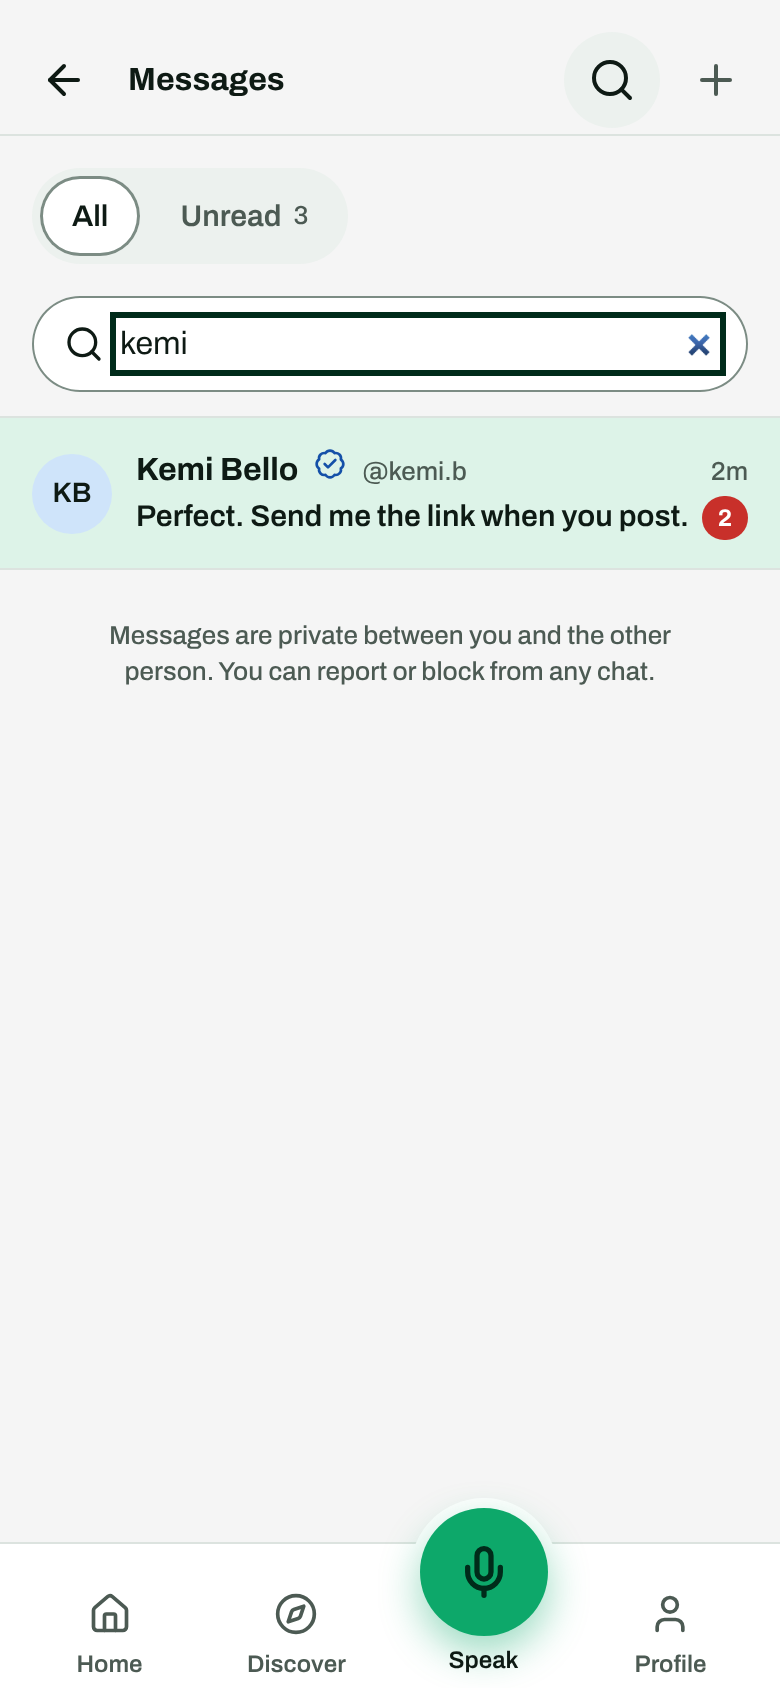 Messages
All
Unread 3
kemi
KB
Kemi Bello @kemi.b 2m
Perfect. Send me the link when you post. 2
Messages are private between you and the other
person. You can report or block from any chat.
Home
Discover
Speak
Profile